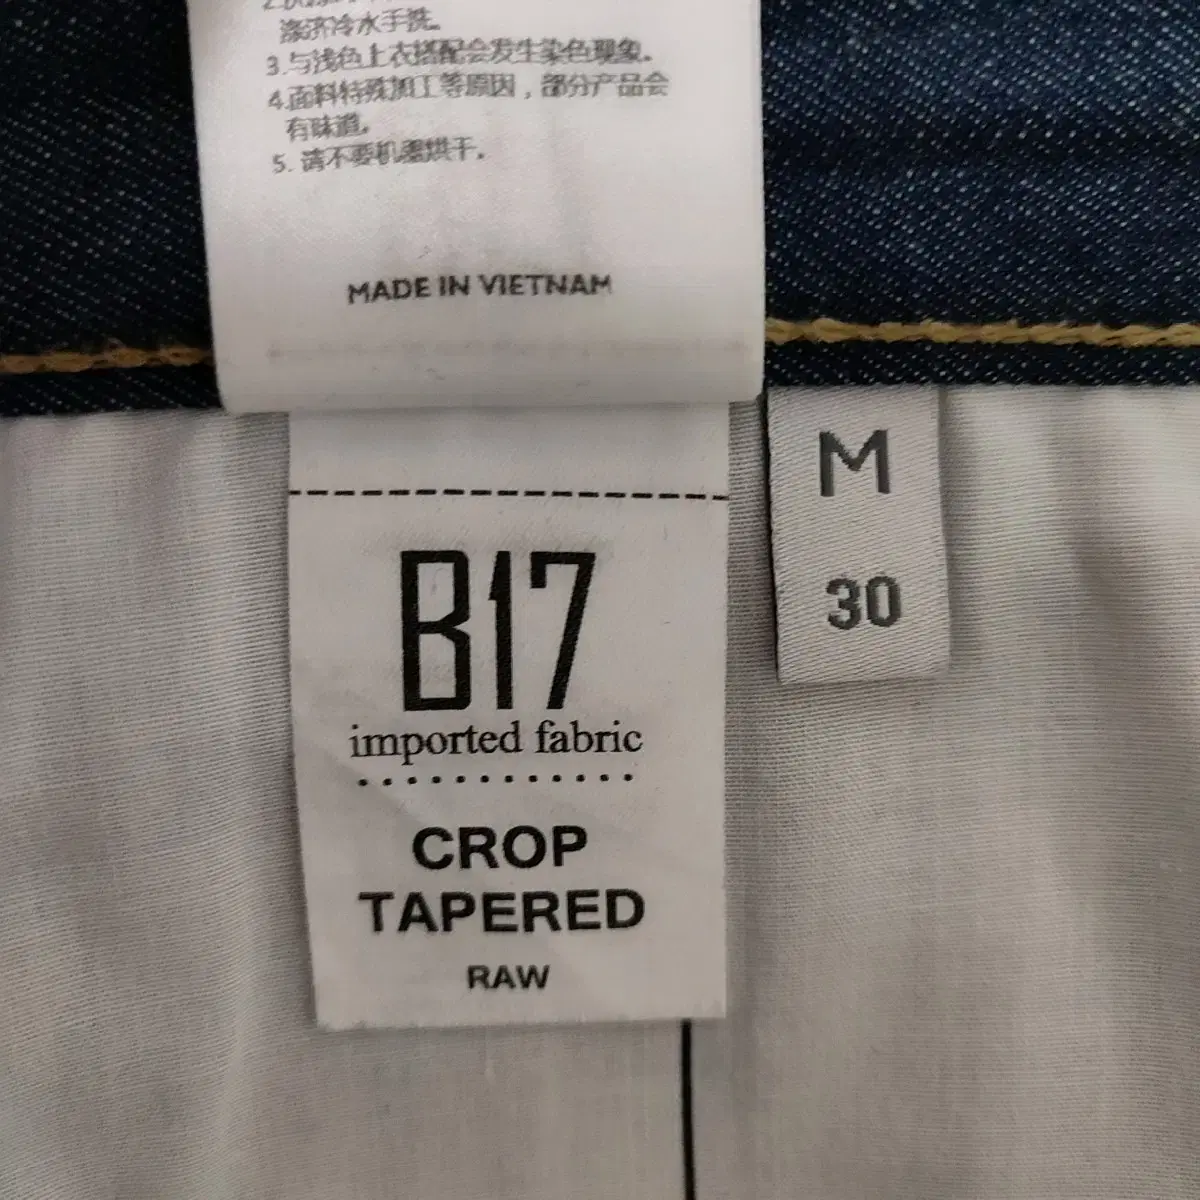 涤济冷水手洗。
3.与浅色上衣搭配会发生染色现象。
4.面料特殊加工等原因，部分产品会
有味道。
5. 请不要机器烘干。
MADE IN VIETNAM
M
30
B17
imported fabric
CROP
TAPERED
RAW